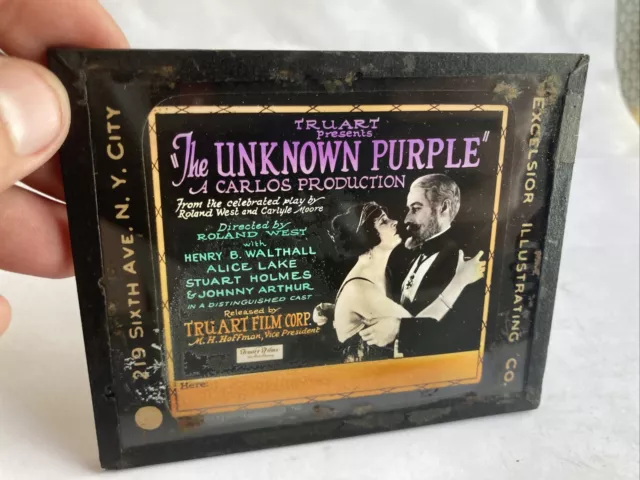 219 SIXTH AVE. N. Y. CITY
TRUART
presents
"The UNKNOWN PURPLE"
A CARLOS PRODUCTION
From the celebrated play by
Roland West and Carlyle Moore
Directed by
ROLAND WEST
with
HENRY B. WALTHALL
ALICE LAKE
STUART HOLMES
& JOHNNY ARTHUR
IN A DISTINGUISHED CAST
Released by
TRUART FILM CORP.
M. H. Hoffman, Vice President
Here:
EXCELSIOR ILLUSTRATING CO.